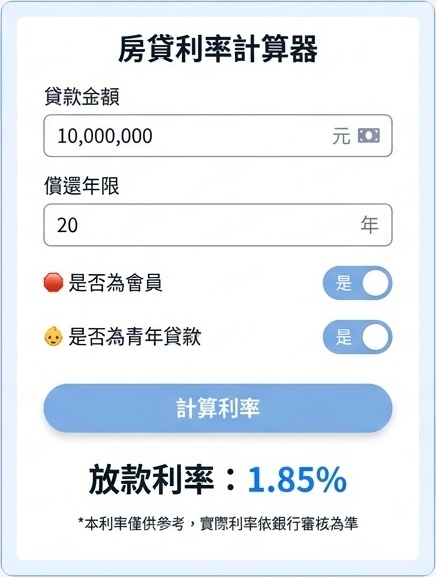 房貸利率計算器
貸款金額
10,000,000 元
償還年限
20 年
是否為會員 是
是否為青年貸款 是
計算利率
放款利率：1.85%
*本利率僅供參考，實際利率依銀行審核為準